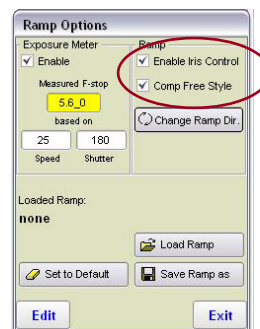 Ramp Options
Exposure Meter
Enable
Measured F-stop
5.6_0
based on
25 180
Speed Shutter
Ramp
Enable Iris Control
Comp Free Style
Change Ramp Dir.
Loaded Ramp:
none
Load Ramp
Set to Default
Save Ramp as
Edit
Exit